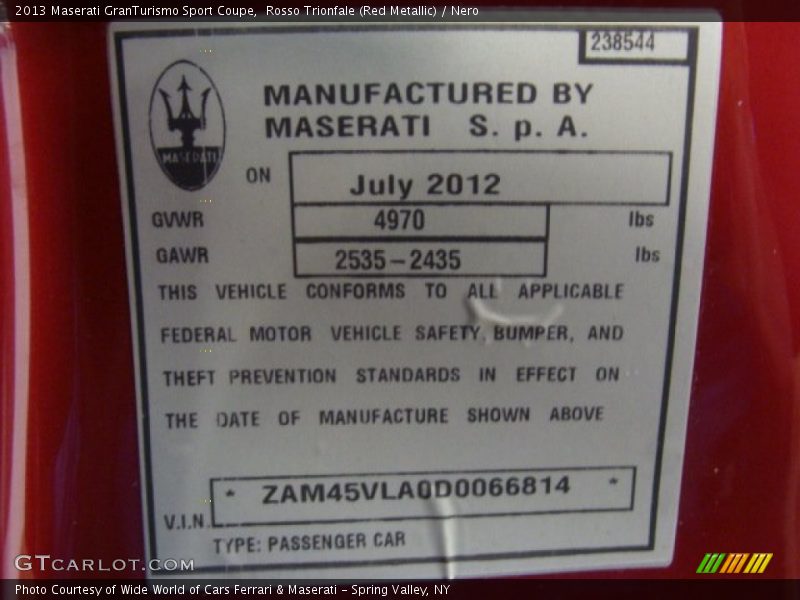 2013 Maserati GranTurismo Sport Coupe,  Rosso Trionfale (Red Metallic) / Nero
238544
MASERATI
MANUFACTURED BY
MASERATI S. p. A.
ON July 2012
GVWR 4970 lbs
GAWR 2535-2435 lbs
THIS VEHICLE CONFORMS TO ALL APPLICABLE
FEDERAL MOTOR VEHICLE SAFETY, BUMPER, AND
THEFT PREVENTION STANDARDS IN EFFECT ON
THE DATE OF MANUFACTURE SHOWN ABOVE
V.I.N. * ZAM45VLA0D0066814 *
TYPE: PASSENGER CAR
GTCARLOT.COM
Photo Courtesy of Wide World of Cars Ferrari & Maserati - Spring Valley, NY